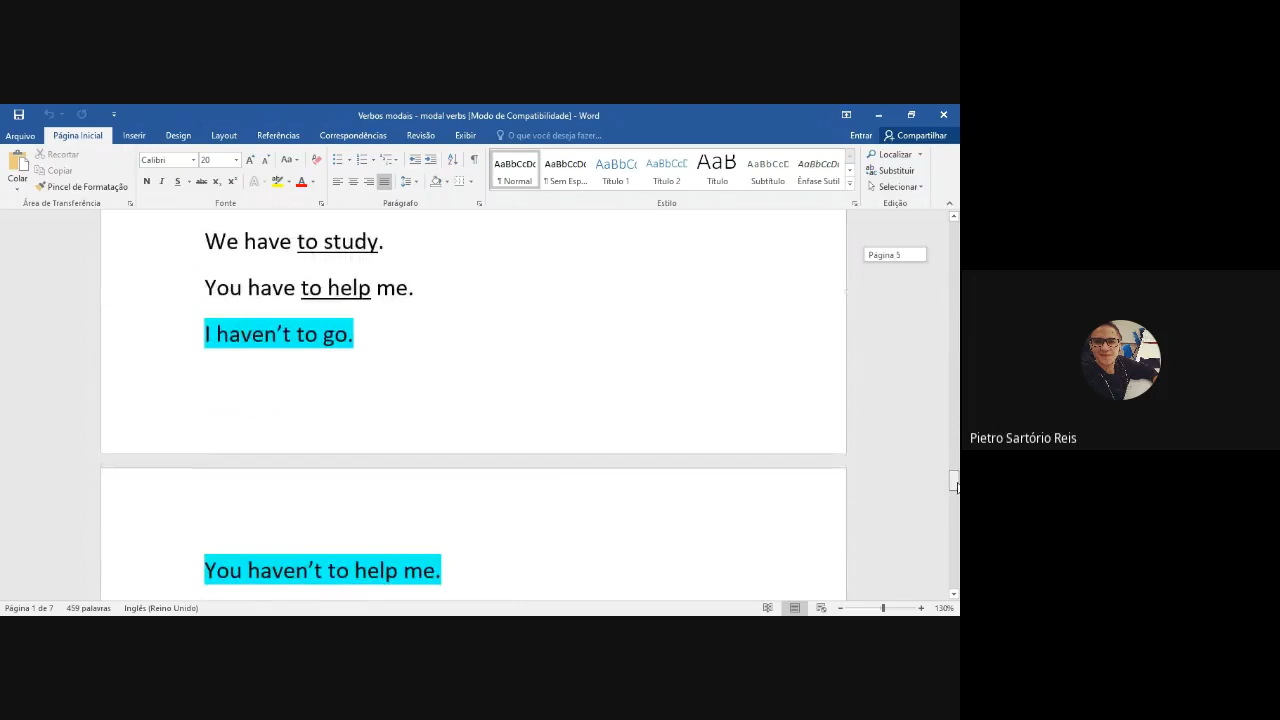 Verbos modais - modal verbs [Modo de Compatibilidade] - Word
Arquivo Página Inicial Inserir Design Layout Referências Correspondências Revisão Exibir O que você deseja fazer... Entrar Compartilhar
Colar
Recortar
Copiar
Pincel de Formatação
Área de Transferência
Calibri 20
Fonte
Parágrafo
AaBbCcDc AaBbCcDc AaBbCc AaBbCcD AaB AaBbCcD AaBbCcDc
¶ Normal ¶ Sem Esp... Título 1 Título 2 Título Subtítulo Ênfase Sutil
Estilo
Localizar
Substituir
Selecionar
Edição
We have to study.
Página 5
You have to help me.
I haven’t to go.
You haven’t to help me.
Página 1 de 7 459 palavras Inglês (Reino Unido) 130%
Pietro Sartório Reis